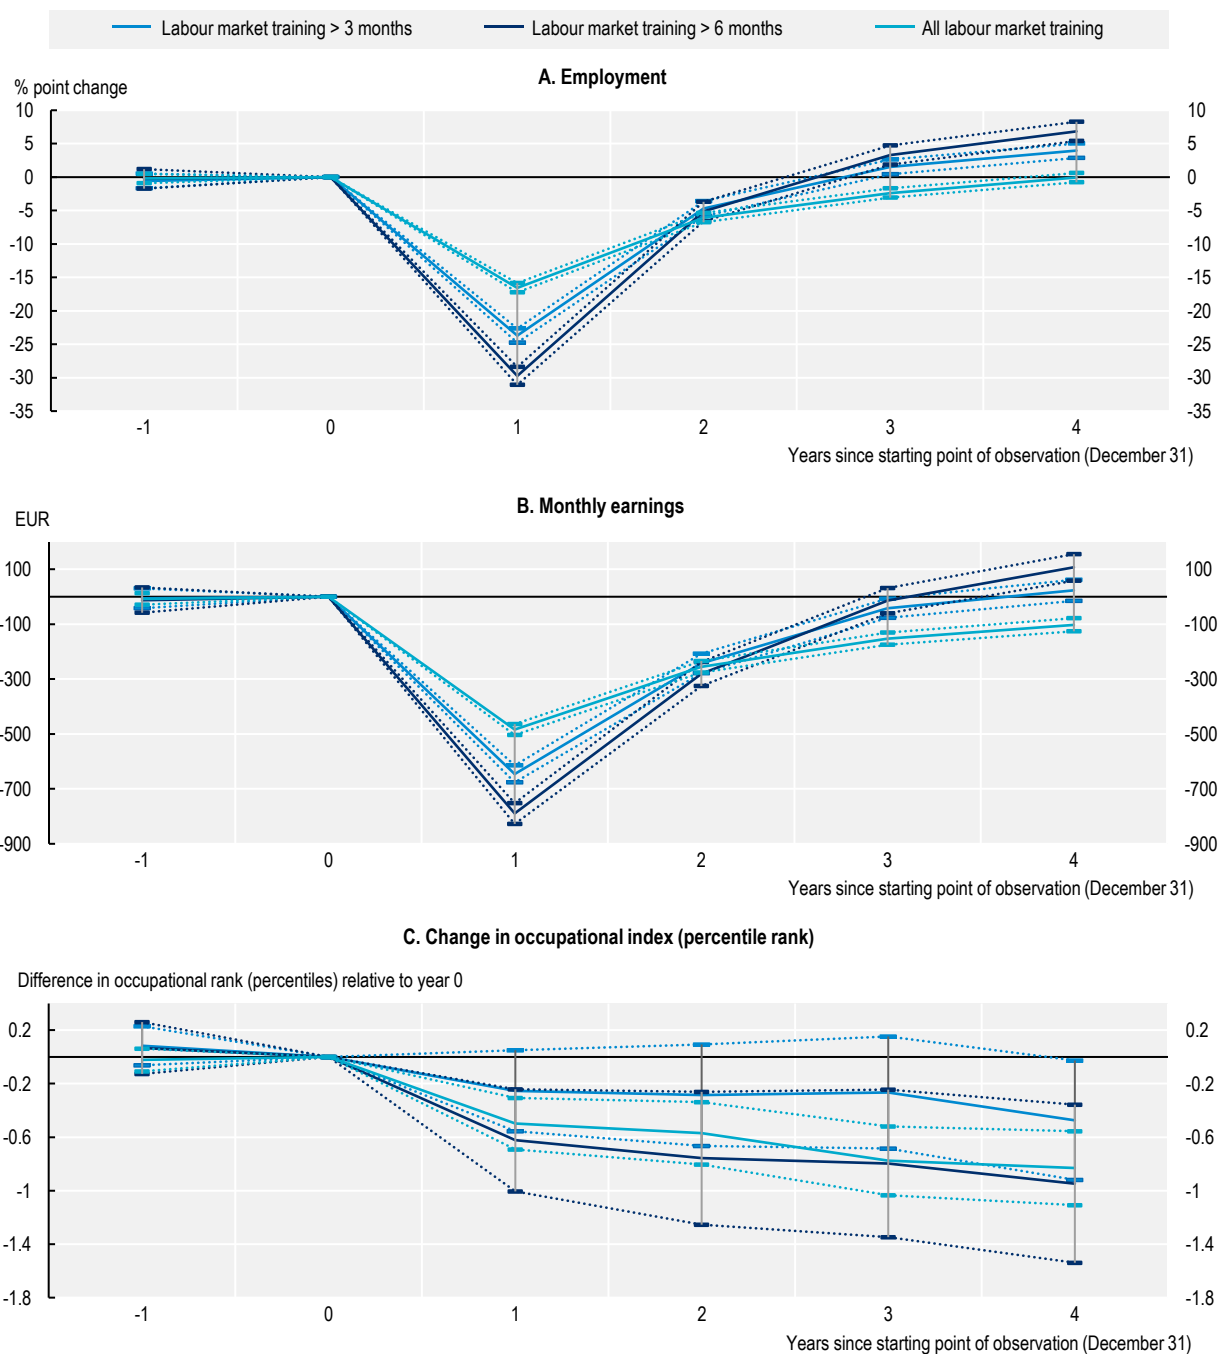 Labour market training > 3 months Labour market training > 6 months All labour market training
A. Employment
% point change
10 10
5 5
0 0
-5 -5
-10 -10
-15 -15
-20 -20
-25 -25
-30 -30
-35 -35
-1 0 1 2 3 4
Years since starting point of observation (December 31)
B. Monthly earnings
EUR
100 100
-100 -100
-300 -300
-500 -500
-700 -700
-900 -900
-1 0 1 2 3 4
Years since starting point of observation (December 31)
C. Change in occupational index (percentile rank)
Difference in occupational rank (percentiles) relative to year 0
0.2 0.2
-0.2 -0.2
-0.6 -0.6
-1 -1
-1.4 -1.4
-1.8 -1.8
-1 0 1 2 3 4
Years since starting point of observation (December 31)